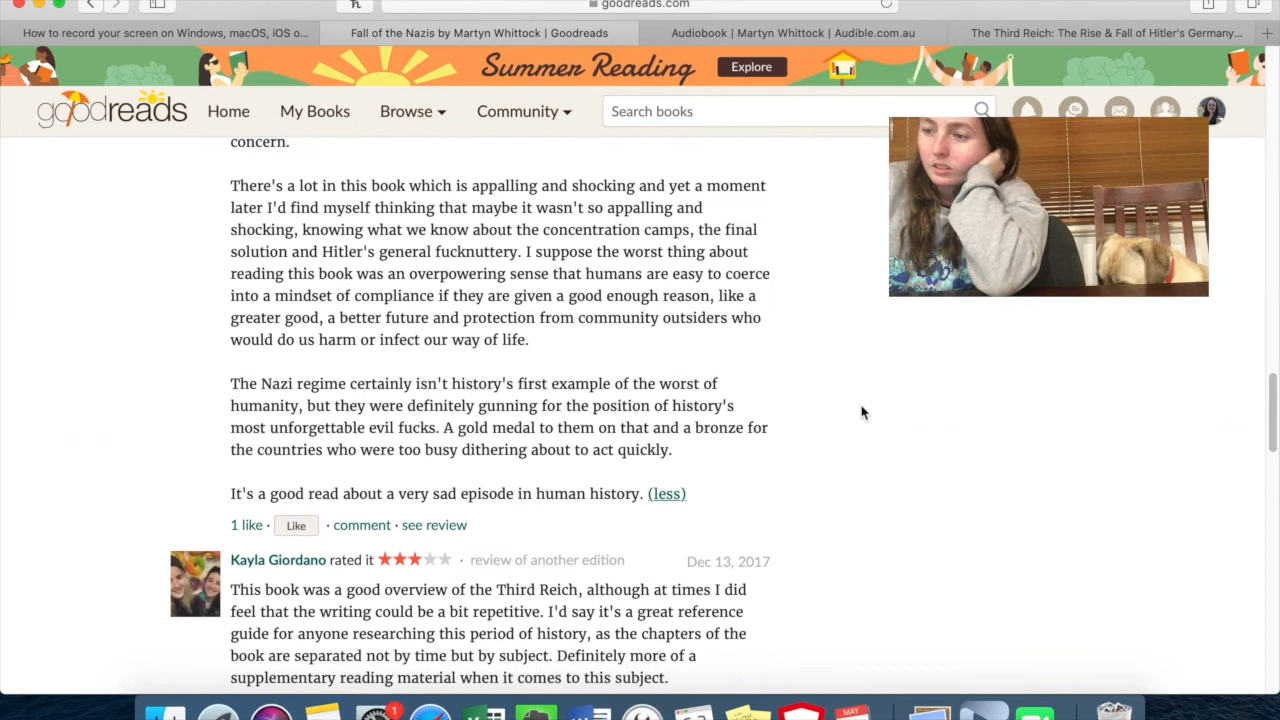 goodreads.com
How to record your screen on Windows, macOS, iOS o...
Fall of the Nazis by Martyn Whittock | Goodreads
Audiobook | Martyn Whittock | Audible.com.au
The Third Reich: The Rise & Fall of Hitler's Germany...
Summer Reading
Explore
goodreads
Home
My Books
Browse
Community
Search books
concern.
There's a lot in this book which is appalling and shocking and yet a moment
later I'd find myself thinking that maybe it wasn't so appalling and
shocking, knowing what we know about the concentration camps, the final
solution and Hitler's general fucknuttery. I suppose the worst thing about
reading this book was an overpowering sense that humans are easy to coerce
into a mindset of compliance if they are given a good enough reason, like a
greater good, a better future and protection from community outsiders who
would do us harm or infect our way of life.
The Nazi regime certainly isn't history's first example of the worst of
humanity, but they were definitely gunning for the position of history's
most unforgettable evil fucks. A gold medal to them on that and a bronze for
the countries who were too busy dithering about to act quickly.
It's a good read about a very sad episode in human history. (less)
1 like · Like · comment · see review
Kayla Giordano rated it · review of another edition
Dec 13, 2017
This book was a good overview of the Third Reich, although at times I did
feel that the writing could be a bit repetitive. I'd say it's a great reference
guide for anyone researching this period of history, as the chapters of the
book are separated not by time but by subject. Definitely more of a
supplementary reading material when it comes to this subject.
1
MAY